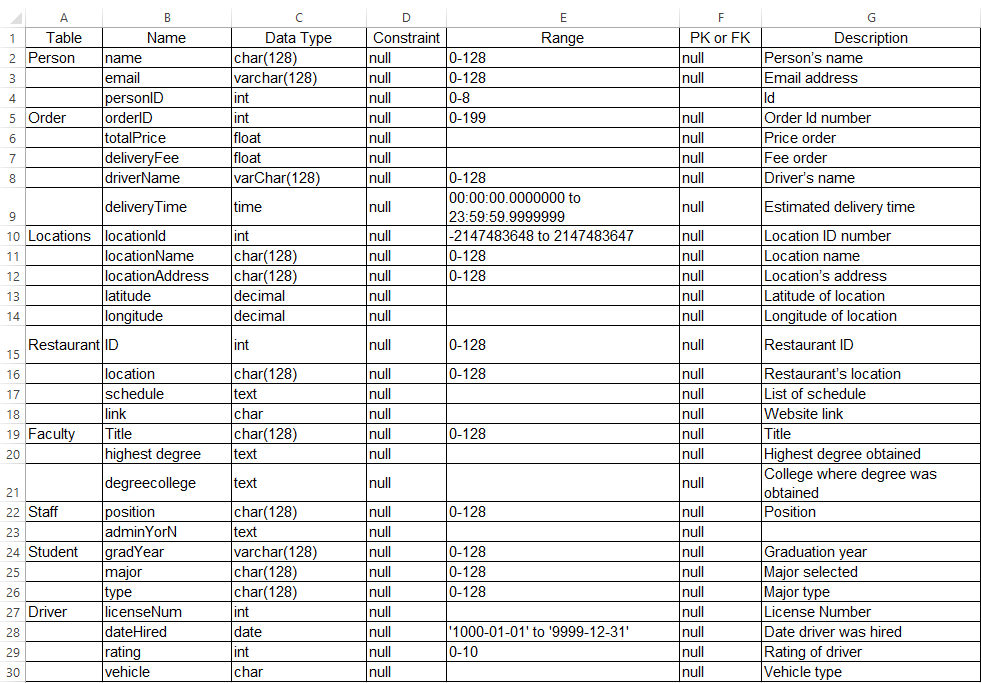 A B C D E F G
1 Table Name Data Type Constraint Range PK or FK Description
2 Person name char(128) null 0-128 null Person's name
3 email varchar(128) null 0-128 null Email address
4 personID int null 0-8 Id
5 Order orderID int null 0-199 null Order Id number
6 totalPrice float null null Price order
7 deliveryFee float null null Fee order
8 driverName varChar(128) null 0-128 null Driver's name
9 deliveryTime time null 00:00:00.0000000 to 23:59:59.9999999 null Estimated delivery time
10 Locations locationId int null -2147483648 to 2147483647 null Location ID number
11 locationName char(128) null 0-128 null Location name
12 locationAddress char(128) null 0-128 null Location's address
13 latitude decimal null null Latitude of location
14 longitude decimal null null Longitude of location
15 Restaurant ID int null 0-128 null Restaurant ID
16 location char(128) null 0-128 null Restaurant's location
17 schedule text null null List of schedule
18 link char null null Website link
19 Faculty Title char(128) null 0-128 null Title
20 highest degree text null null Highest degree obtained
21 degreecollege text null null College where degree was obtained
22 Staff position char(128) null 0-128 null Position
23 adminYorN text null null
24 Student gradYear varchar(128) null 0-128 null Graduation year
25 major char(128) null 0-128 null Major selected
26 type char(128) null 0-128 null Major type
27 Driver licenseNum int null null License Number
28 dateHired date null '1000-01-01' to '9999-12-31' null Date driver was hired
29 rating int null 0-10 null Rating of driver
30 vehicle char null null Vehicle type